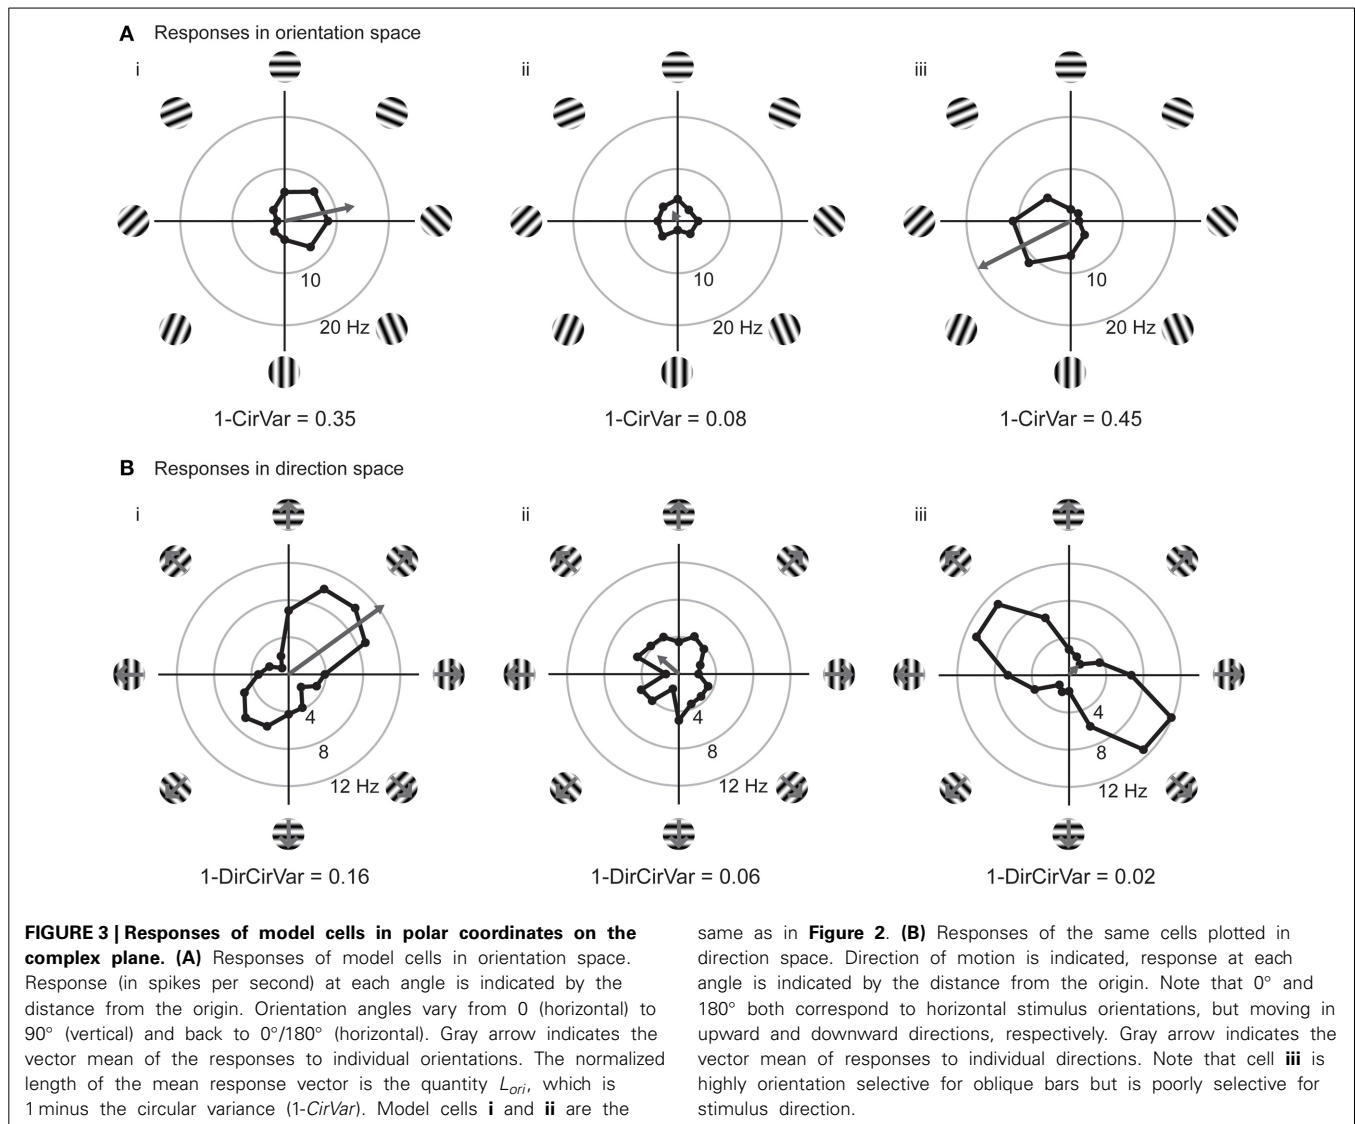 A Responses in orientation space
i
ii
iii
10
20 Hz
10
20 Hz
10
20 Hz
1-CirVar = 0.35
1-CirVar = 0.08
1-CirVar = 0.45
B Responses in direction space
i
ii
iii
4
8
12 Hz
4
8
12 Hz
4
8
12 Hz
1-DirCirVar = 0.16
1-DirCirVar = 0.06
1-DirCirVar = 0.02
FIGURE 3 | Responses of model cells in polar coordinates on the
complex plane. (A) Responses of model cells in orientation space.
Response (in spikes per second) at each angle is indicated by the
distance from the origin. Orientation angles vary from 0 (horizontal) to
90° (vertical) and back to 0°/180° (horizontal). Gray arrow indicates the
vector mean of the responses to individual orientations. The normalized
length of the mean response vector is the quantity Lori, which is
1 minus the circular variance (1-CirVar). Model cells i and ii are the
same as in Figure 2. (B) Responses of the same cells plotted in
direction space. Direction of motion is indicated, response at each
angle is indicated by the distance from the origin. Note that 0° and
180° both correspond to horizontal stimulus orientations, but moving in
upward and downward directions, respectively. Gray arrow indicates the
vector mean of responses to individual directions. Note that cell iii is
highly orientation selective for oblique bars but is poorly selective for
stimulus direction.